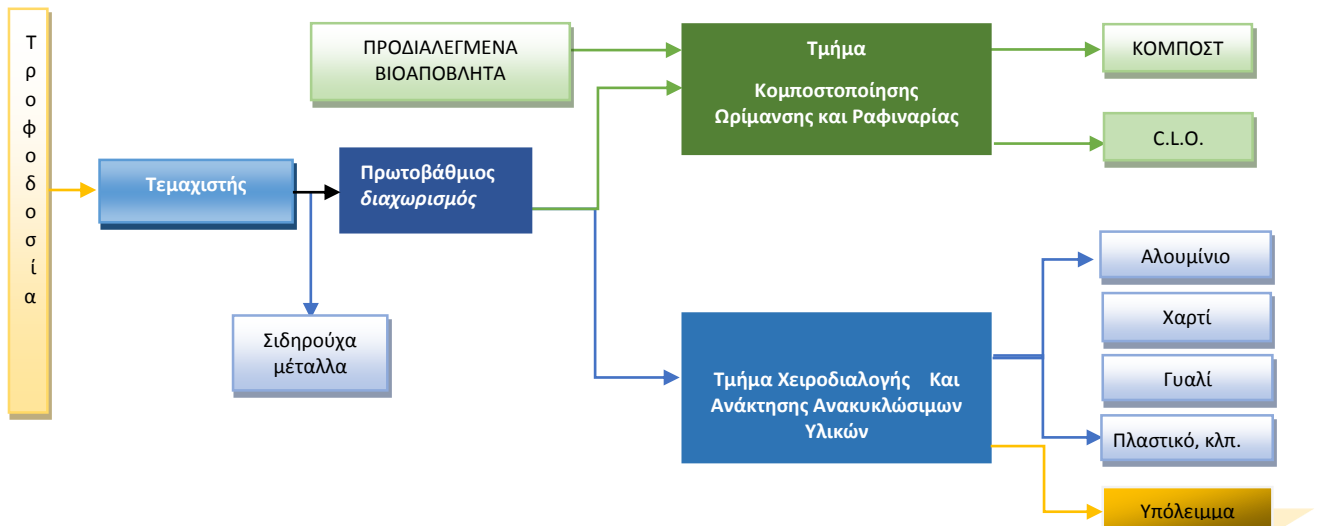 Τροφοδοσία
Τεμαχιστής
Σιδηρούχα
μέταλλα
Πρωτοβάθμιος
διαχωρισμός
ΠΡΟΔΙΑΛΕΓΜΕΝΑ
ΒΙΟΑΠΟΒΛΗΤΑ
Τμήμα
Κομποστοποίησης
Ωρίμανσης και Ραφιναρίας
ΚΟΜΠΟΣΤ
C.L.O.
Τμήμα Χειροδιαλογής Και
Ανάκτησης Ανακυκλώσιμων
Υλικών
Αλουμίνιο
Χαρτί
Γυαλί
Πλαστικό, κλπ.
Υπόλειμμα